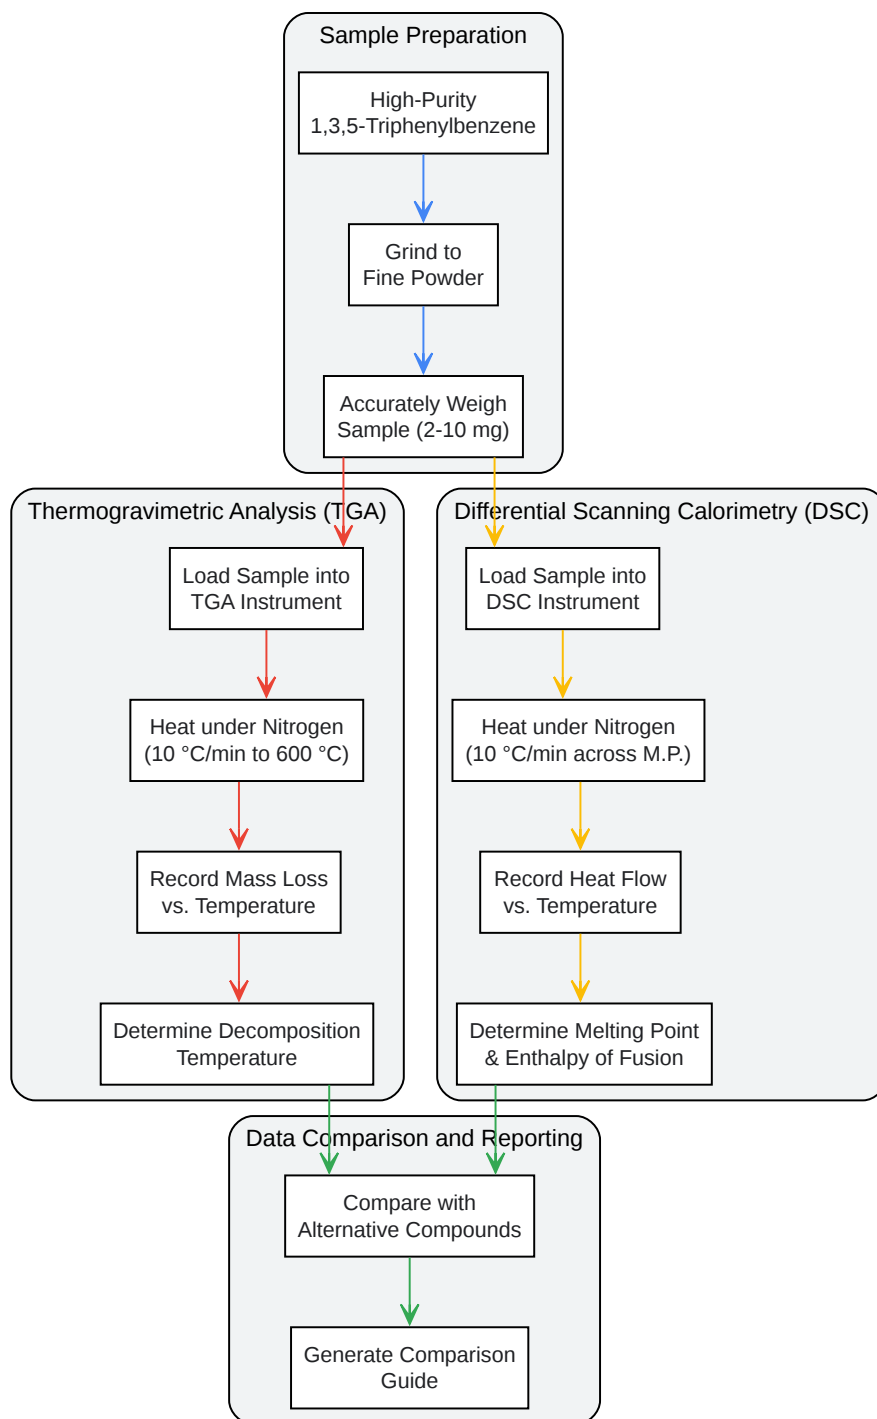 Sample Preparation
High-Purity
1,3,5-Triphenylbenzene
Grind to
Fine Powder
Accurately Weigh
Sample (2-10 mg)
Thermogravimetric Analysis (TGA)
Load Sample into
TGA Instrument
Heat under Nitrogen
(10 °C/min to 600 °C)
Record Mass Loss
vs. Temperature
Determine Decomposition
Temperature
Differential Scanning Calorimetry (DSC)
Load Sample into
DSC Instrument
Heat under Nitrogen
(10 °C/min across M.P.)
Record Heat Flow
vs. Temperature
Determine Melting Point
& Enthalpy of Fusion
Data Comparison and Reporting
Compare with
Alternative Compounds
Generate Comparison
Guide